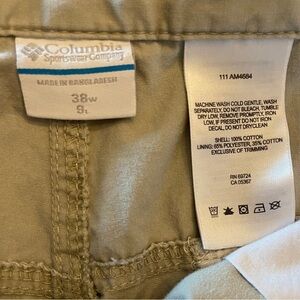 Columbia
Sportswear Company
MADE IN BANGLADESH
38W
9L
111 AM4684
MACHINE WASH COLD GENTLE, WASH
SEPARATELY, DO NOT BLEACH, TUMBLE
DRY LOW, REMOVE PROMPTLY, IRON
LOW, IF PRESENT DO NOT IRON
DECAL, DO NOT DRYCLEAN.
SHELL: 100% COTTON
LINING: 65% POLYESTER, 35% COTTON
EXCLUSIVE OF TRIMMING
RN 69724
CA 05367